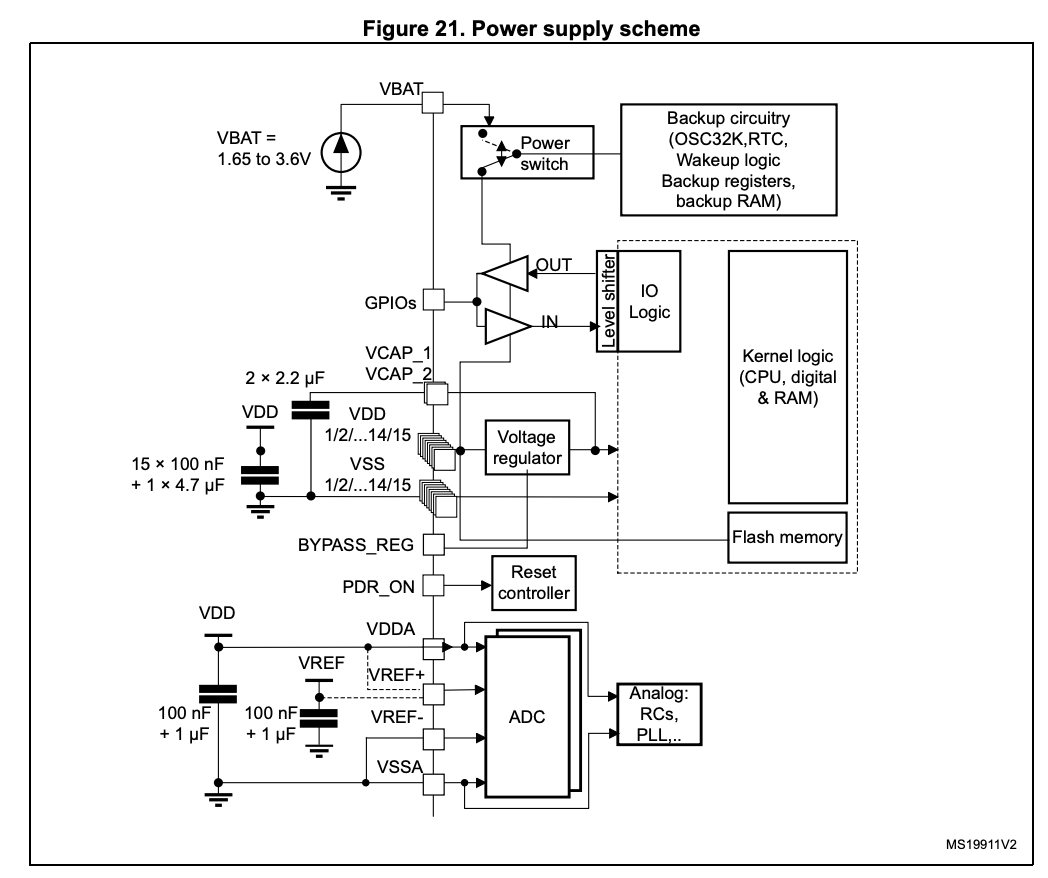 Figure 21. Power supply scheme
VBAT
VBAT =
1.65 to 3.6V
Power
switch
Backup circuitry
(OSC32K,RTC,
Wakeup logic
Backup registers,
backup RAM)
OUT
GPIOs
IN
Level shifter
IO
Logic
Kernel logic
(CPU, digital
& RAM)
VCAP_1
VCAP_2
2 × 2.2 μF
VDD
VDD
1/2/...14/15
Voltage
regulator
15 × 100 nF
+ 1 × 4.7 μF
VSS
1/2/...14/15
BYPASS_REG
Flash memory
PDR_ON
Reset
controller
VDD
VDDA
VREF
VREF+
100 nF
+ 1 μF
100 nF
+ 1 μF
VREF-
ADC
Analog:
RCs,
PLL,..
VSSA
MS19911V2